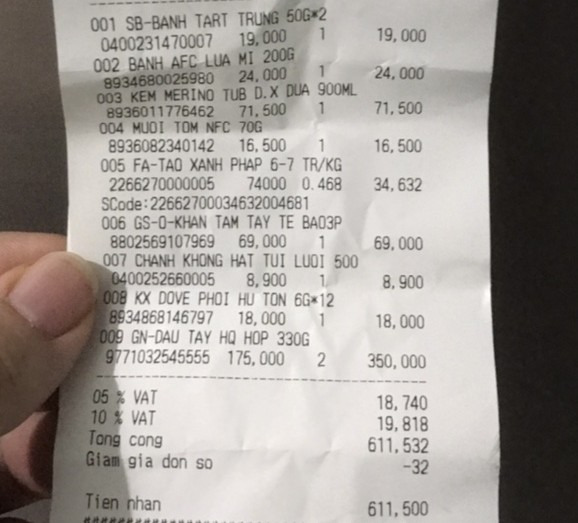 001 SB-BANH TART TRUNG 50G*2
0400231470007 19,000 1 19,000
002 BANH AFC LUA MI 200G
8934680025980 24,000 1 24,000
003 KEM MERINO TUB D.X DUA 900ML
8936011776462 71,500 1 71,500
004 MUOI TOM NFC 70G
8936082340142 16,500 1 16,500
005 FA-TAO XANH PHAP 6-7 TR/KG
2266270000005 74000 0.468 34,632
SCode:22662700034632004681
006 GS-O-KHAN TAM TAY TE BAO3P
8802569107969 69,000 1 69,000
007 CHANH KHONG HAT TUI LUOI 500
0400252660005 8,900 1 8,900
008 KX DOVE PHOI HU TON 6G*12
8934868146797 18,000 1 18,000
009 GN-DAU TAY HQ HOP 330G
9771032545555 175,000 2 350,000
05 % VAT 18,740
10 % VAT 19,818
Tong cong 611,532
Giam gia don so -32
Tien nhan 611,500